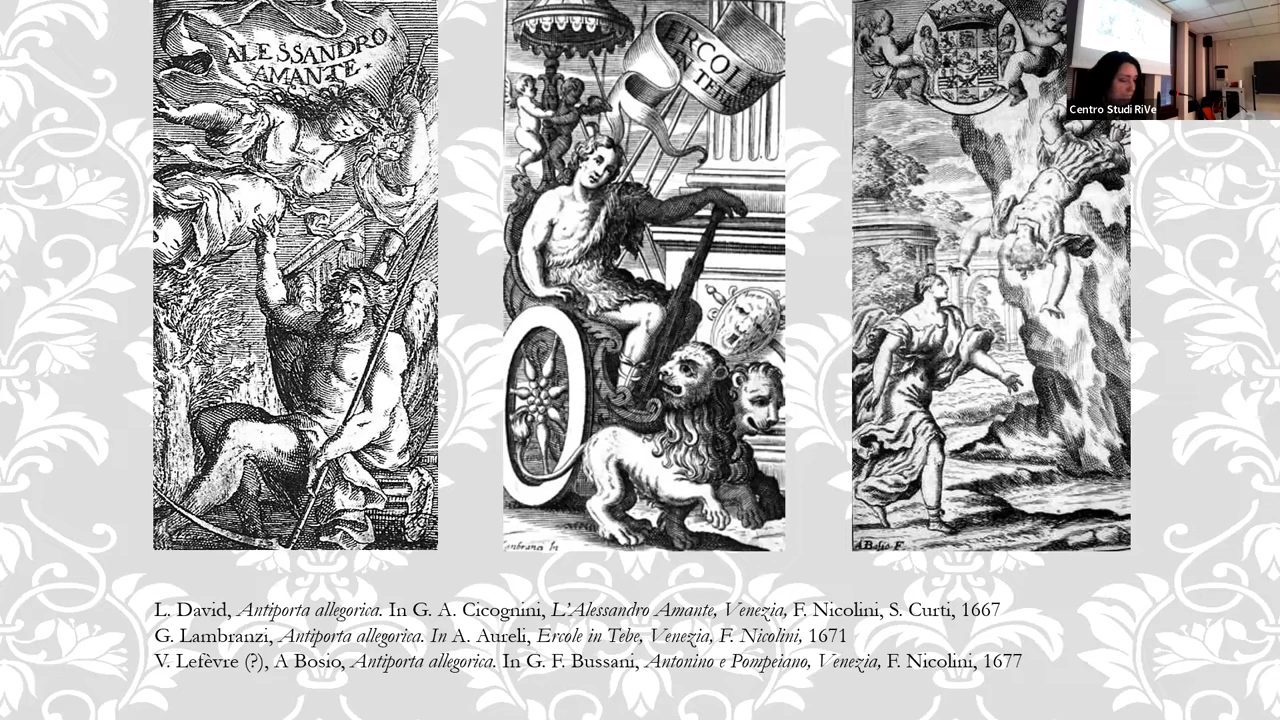 ALESSANDRO
AMANTE
ERCOLE
IN TEBE
Centro Studi RiVe
A Bosio F.
L. David, Antiporta allegorica. In G. A. Cicognini, L’Alessandro Amante, Venezia, F. Nicolini, S. Curti, 1667
G. Lambranzi, Antiporta allegorica. In A. Aureli, Ercole in Tebe, Venezia, F. Nicolini, 1671
V. Lefèvre (?), A Bosio, Antiporta allegorica. In G. F. Bussani, Antonino e Pompeiano, Venezia, F. Nicolini, 1677